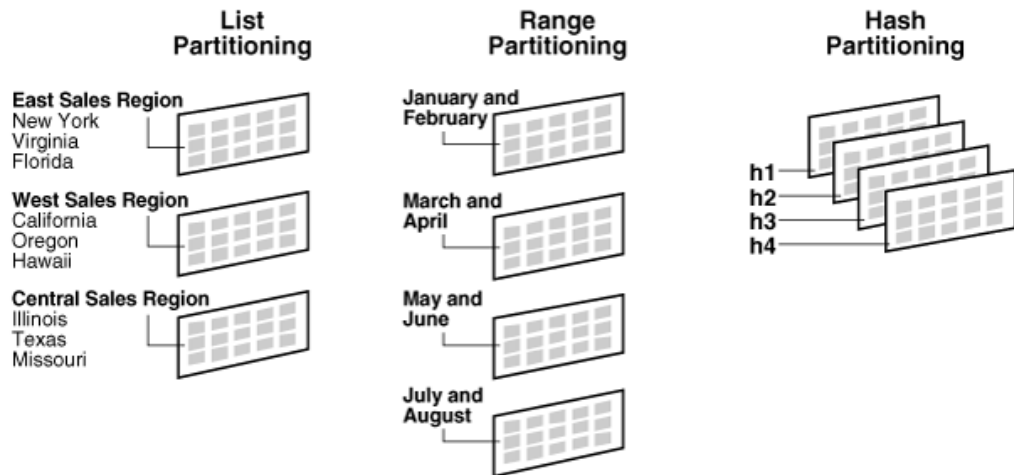 List
Partitioning
East Sales Region
New York
Virginia
Florida
West Sales Region
California
Oregon
Hawaii
Central Sales Region
Illinois
Texas
Missouri
Range
Partitioning
January and
February
March and
April
May and
June
July and
August
Hash
Partitioning
h1
h2
h3
h4